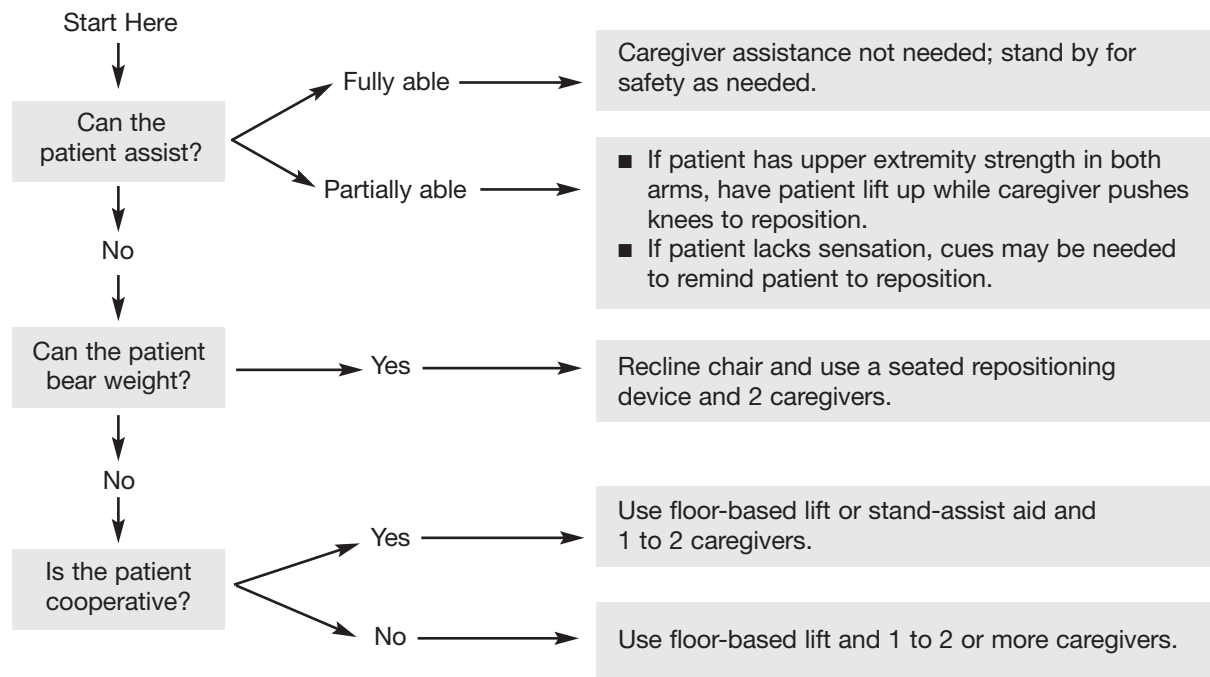 Start Here
Can the
patient assist?
Fully able
Caregiver assistance not needed; stand by for
safety as needed.
Partially able
■ If patient has upper extremity strength in both
arms, have patient lift up while caregiver pushes
knees to reposition.
■ If patient lacks sensation, cues may be needed
to remind patient to reposition.
No
Can the patient
bear weight?
Yes
Recline chair and use a seated repositioning
device and 2 caregivers.
No
Is the patient
cooperative?
Yes
Use floor-based lift or stand-assist aid and
1 to 2 caregivers.
No
Use floor-based lift and 1 to 2 or more caregivers.